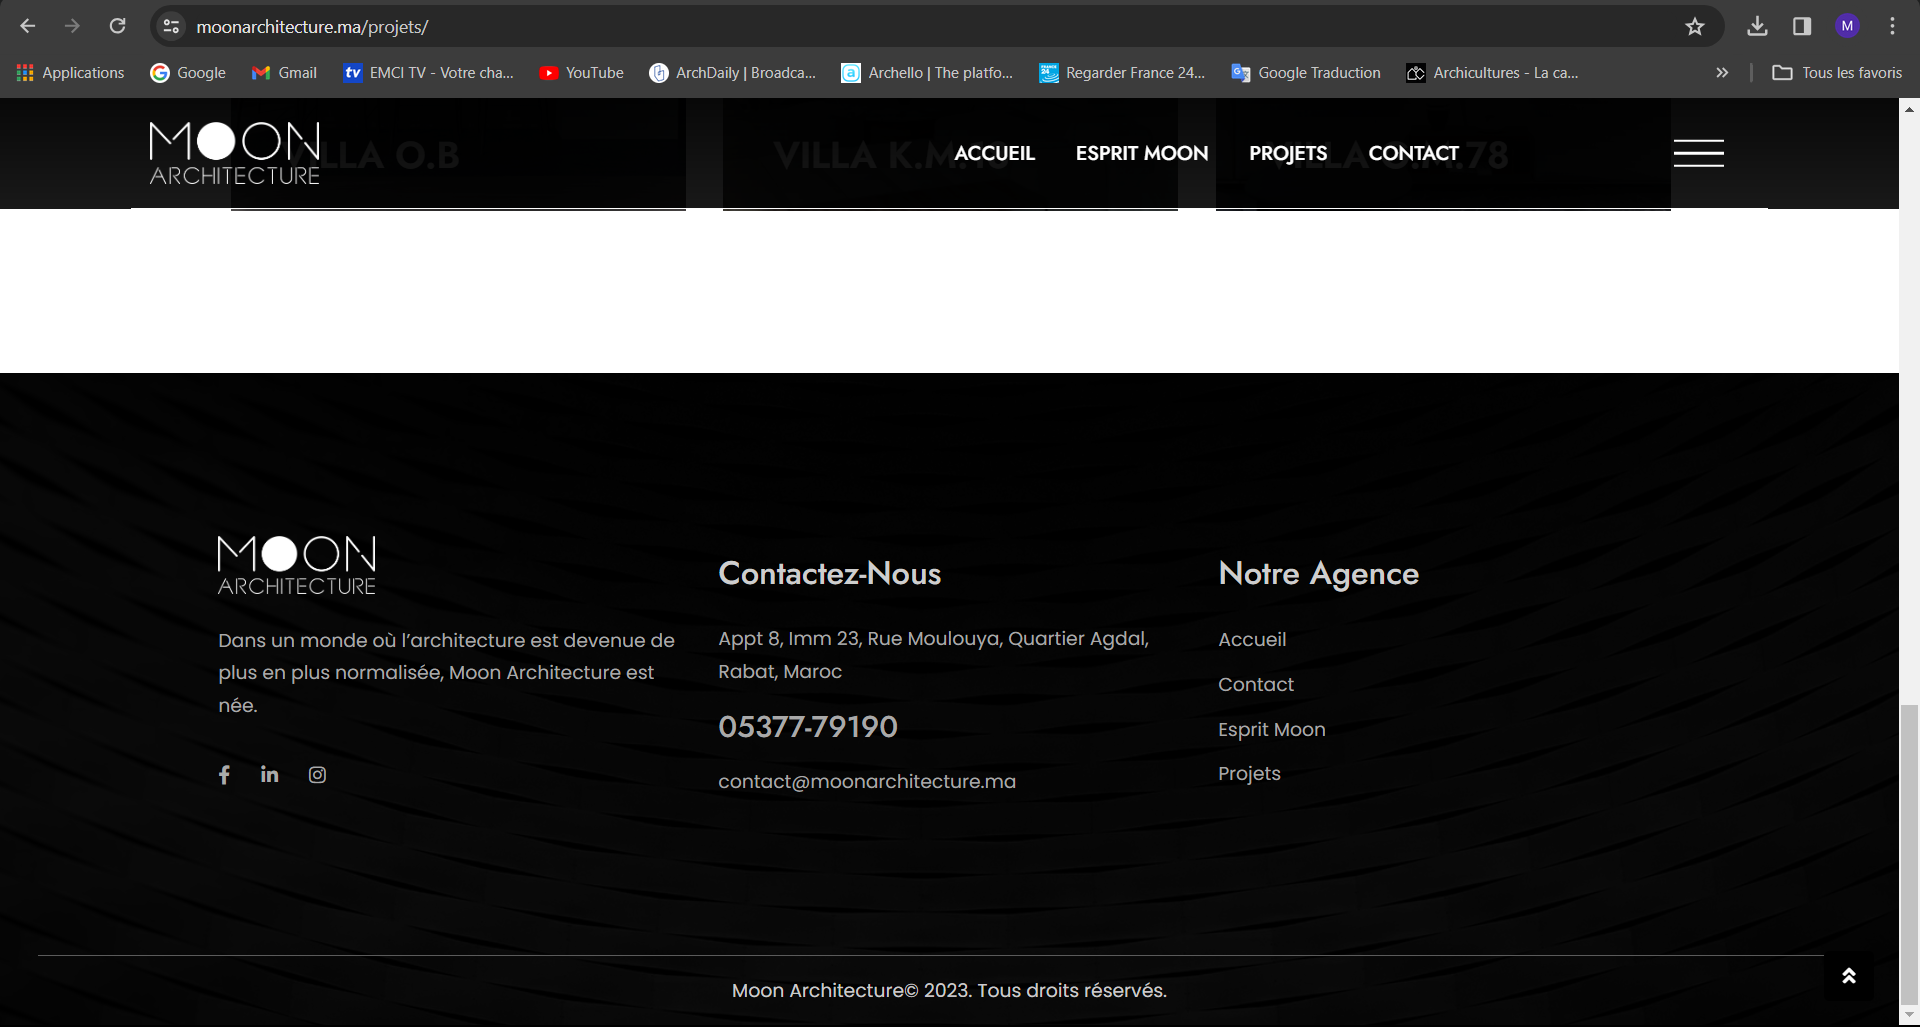 moonarchitecture.ma/projets/
M
Applications
Google
Gmail
tv EMCI TV - Votre cha...
YouTube
ArchDaily | Broadca...
a Archello | The platfo...
FRANCE 24 Regarder France 24...
Google Traduction
Archicultures - La ca...
Tous les favoris
MOON
ARCHITECTURE
VILLA O.B
VILLA K.M.
ACCUEIL
ESPRIT MOON
PROJETS
CONTACT
.78
MOON
ARCHITECTURE
Dans un monde où l’architecture est devenue de
plus en plus normalisée, Moon Architecture est
née.
Contactez-Nous
Appt 8, Imm 23, Rue Moulouya, Quartier Agdal,
Rabat, Maroc
05377-79190
contact@moonarchitecture.ma
Notre Agence
Accueil
Contact
Esprit Moon
Projets
Moon Architecture© 2023. Tous droits réservés.